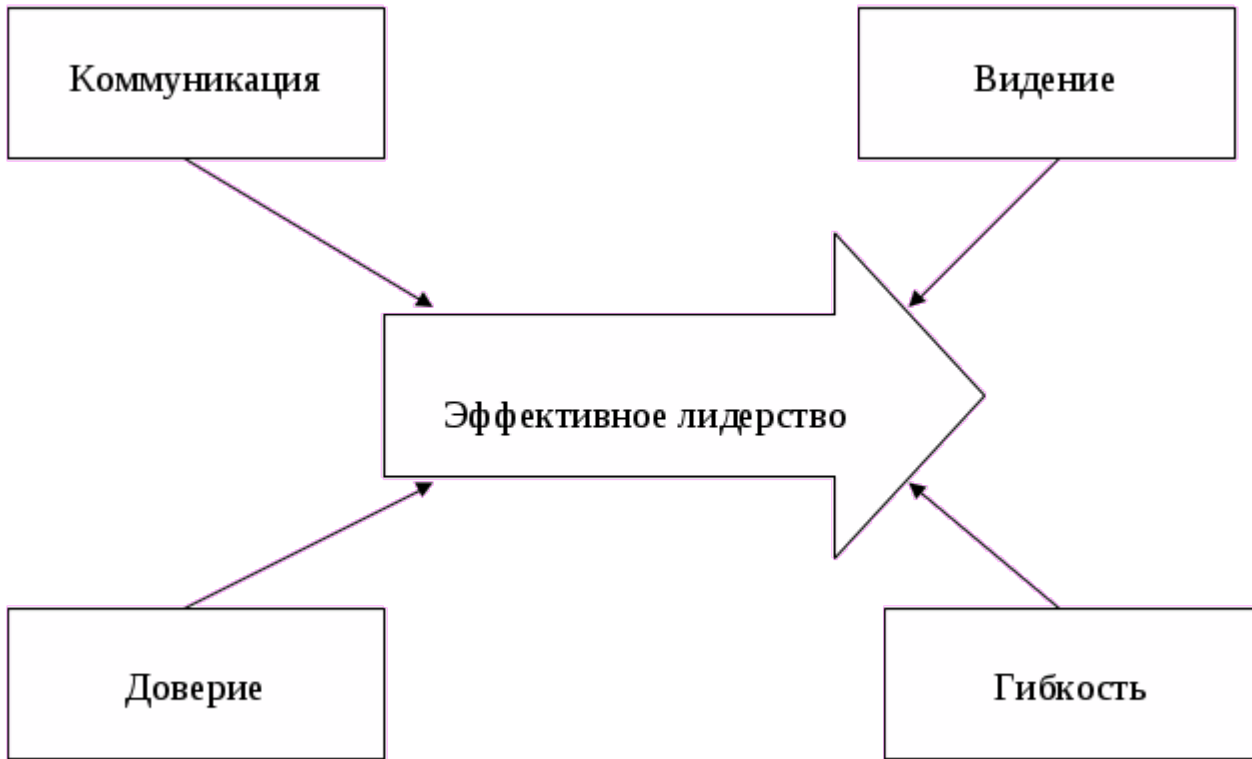 Коммуникация
Видение
Эффективное лидерство
Доверие
Гибкость